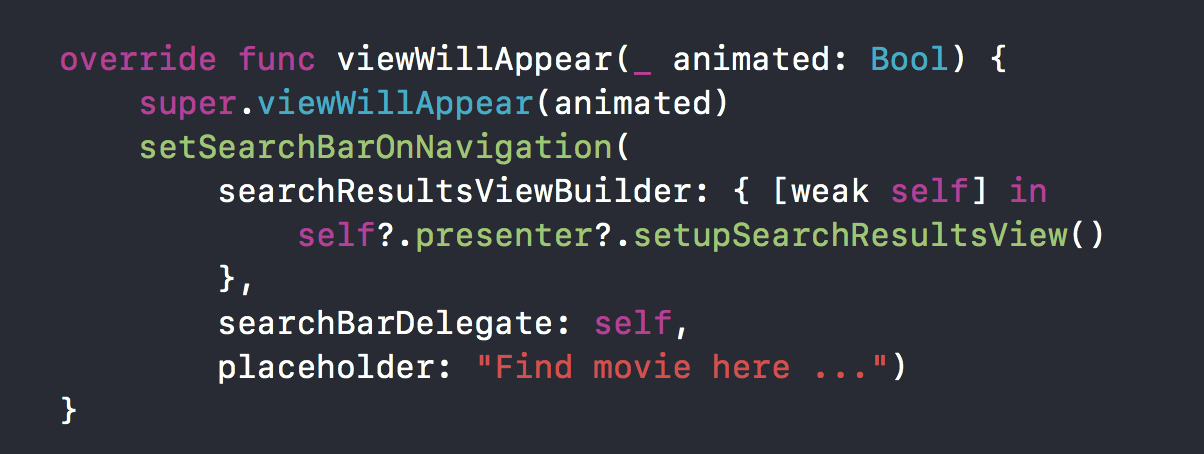 override func viewWillAppear(_ animated: Bool) {
    super.viewWillAppear(animated)
    setSearchBarOnNavigation(
        searchResultsViewBuilder: { [weak self] in
            self?.presenter?.setupSearchResultsView()
        },
        searchBarDelegate: self,
        placeholder: "Find movie here ...")
}